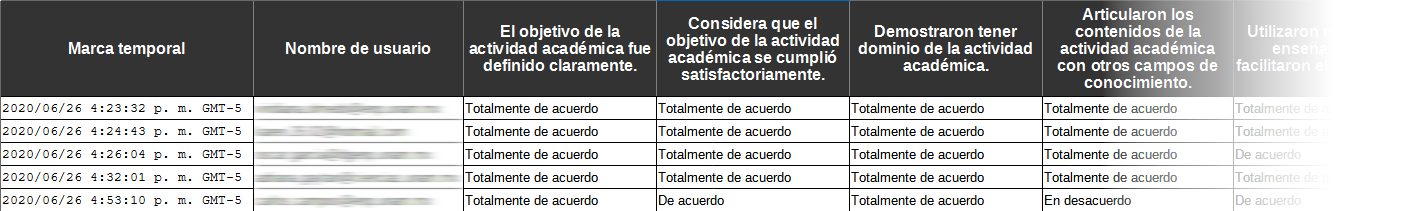 Marca temporal
Nombre de usuario
El objetivo de la
actividad académica fue
definido claramente.
Considera que el
objetivo de la actividad
académica se cumplió
satisfactoriamente.
Demostraron tener
dominio de la actividad
académica.
Articularon los
contenidos de la
actividad académica
con otros campos de
conocimiento.
Utilizaron
facilitaron
2020/06/26 4:23:32 p. m. GMT-5 Totalmente de acuerdo Totalmente de acuerdo Totalmente de acuerdo Totalmente de acuerdo Totalmente de
2020/06/26 4:24:43 p. m. GMT-5 Totalmente de acuerdo Totalmente de acuerdo Totalmente de acuerdo Totalmente de acuerdo Totalmente de
2020/06/26 4:26:04 p. m. GMT-5 Totalmente de acuerdo Totalmente de acuerdo Totalmente de acuerdo Totalmente de acuerdo De acuerdo
2020/06/26 4:32:01 p. m. GMT-5 Totalmente de acuerdo Totalmente de acuerdo Totalmente de acuerdo Totalmente de acuerdo Totalmente de
2020/06/26 4:53:10 p. m. GMT-5 Totalmente de acuerdo De acuerdo Totalmente de acuerdo En desacuerdo De acuerdo